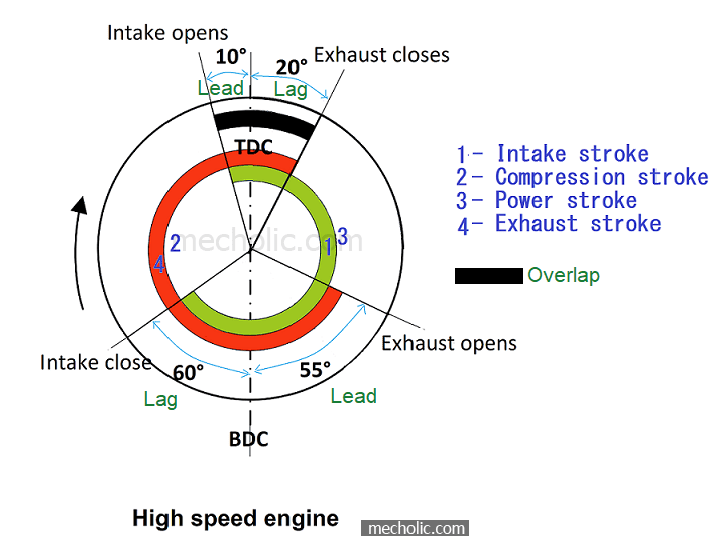 Intake opens
10°
20°
Exhaust closes
Lead
Lag
TDC
1 - Intake stroke
2 - Compression stroke
3 - Power stroke
4 - Exhaust stroke
2
mecholic.com
1
3
4
Overlap
Exhaust opens
Intake close
60°
55°
Lag
Lead
BDC
High speed engine
mecholic.com